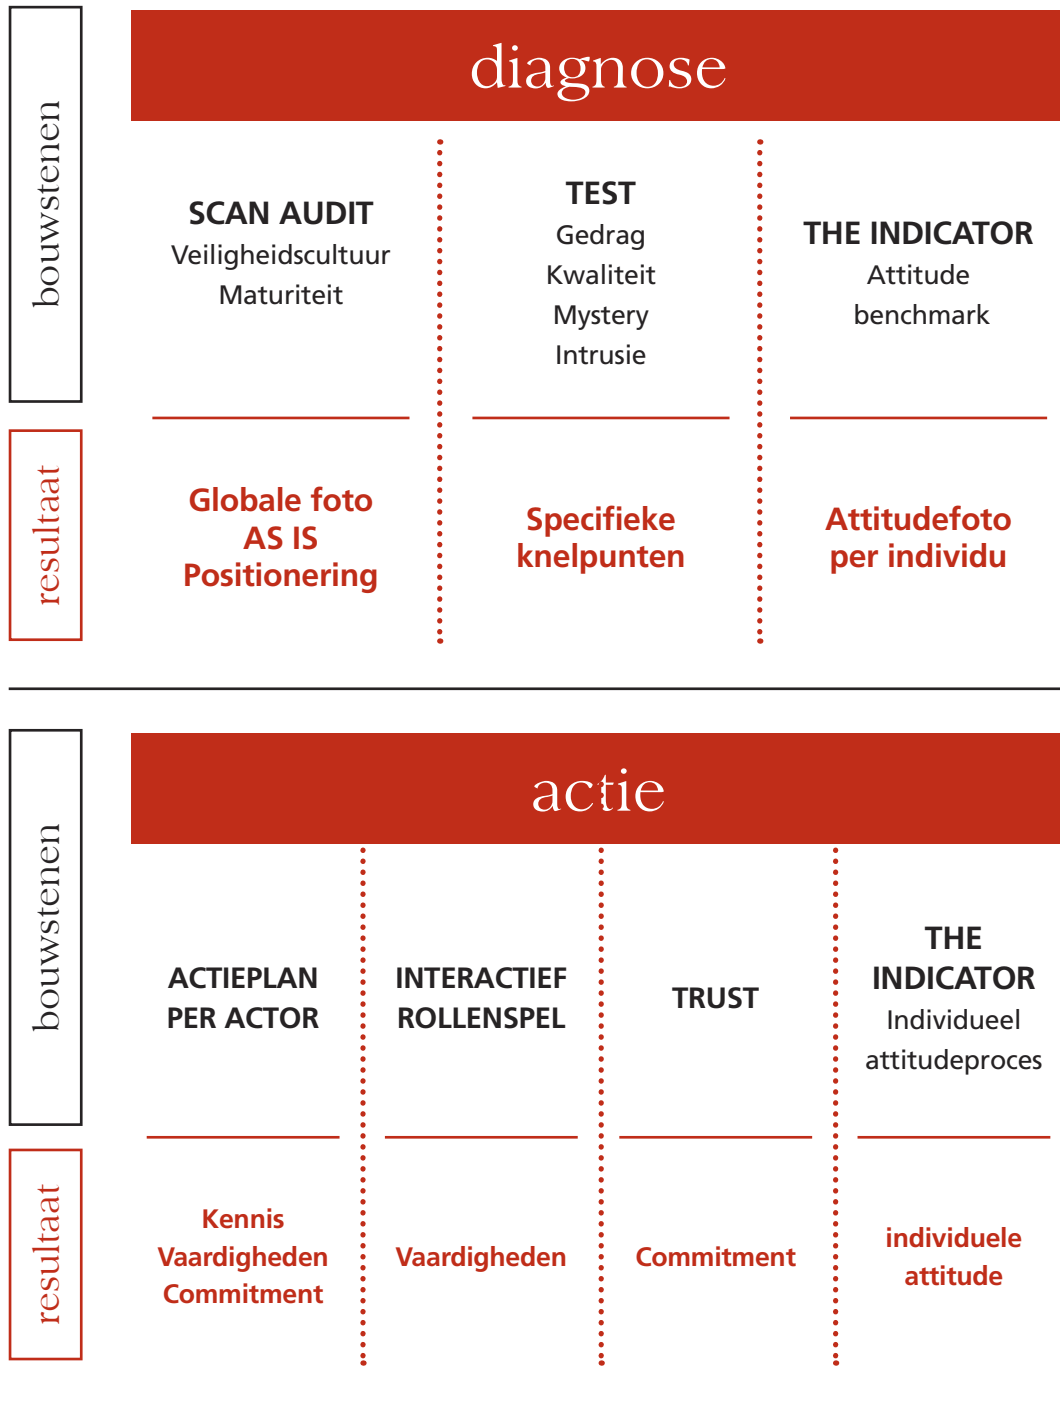 diagnose
bouwstenen
SCAN AUDIT
Veiligheidscultuur
Maturiteit
TEST
Gedrag
Kwaliteit
Mystery
Intrusie
THE INDICATOR
Attitude
benchmark
resultaat
Globale foto
AS IS
Positionering
Specifieke
knelpunten
Attitudefoto
per individu
actie
bouwstenen
ACTIEPLAN
PER ACTOR
INTERACTIEF
ROLLENSPEL
TRUST
THE
INDICATOR
Individueel
attitudeproces
resultaat
Kennis
Vaardigheden
Commitment
Vaardigheden
Commitment
individuele
attitude